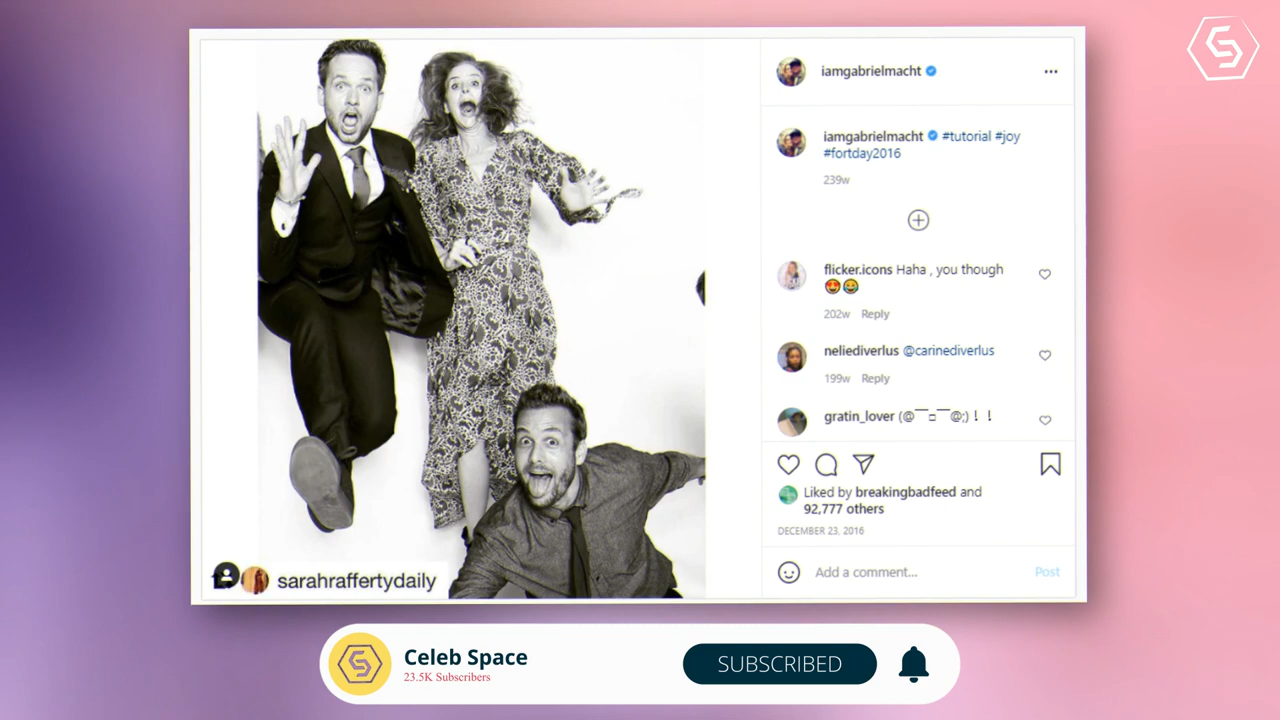 iamgabrielmacht
iamgabrielmacht #tutorial #joy
#fortday2016
239w
flicker.icons Haha , you though
😍😂
202w Reply
neliediverlus @carinediverlus
199w Reply
gratin_lover (@￣□￣@;)！！
Liked by breakingbadfeed and
92,777 others
DECEMBER 23, 2016
Add a comment... Post
sarahraffertydaily
Celeb Space
23.5K Subscribers
SUBSCRIBED